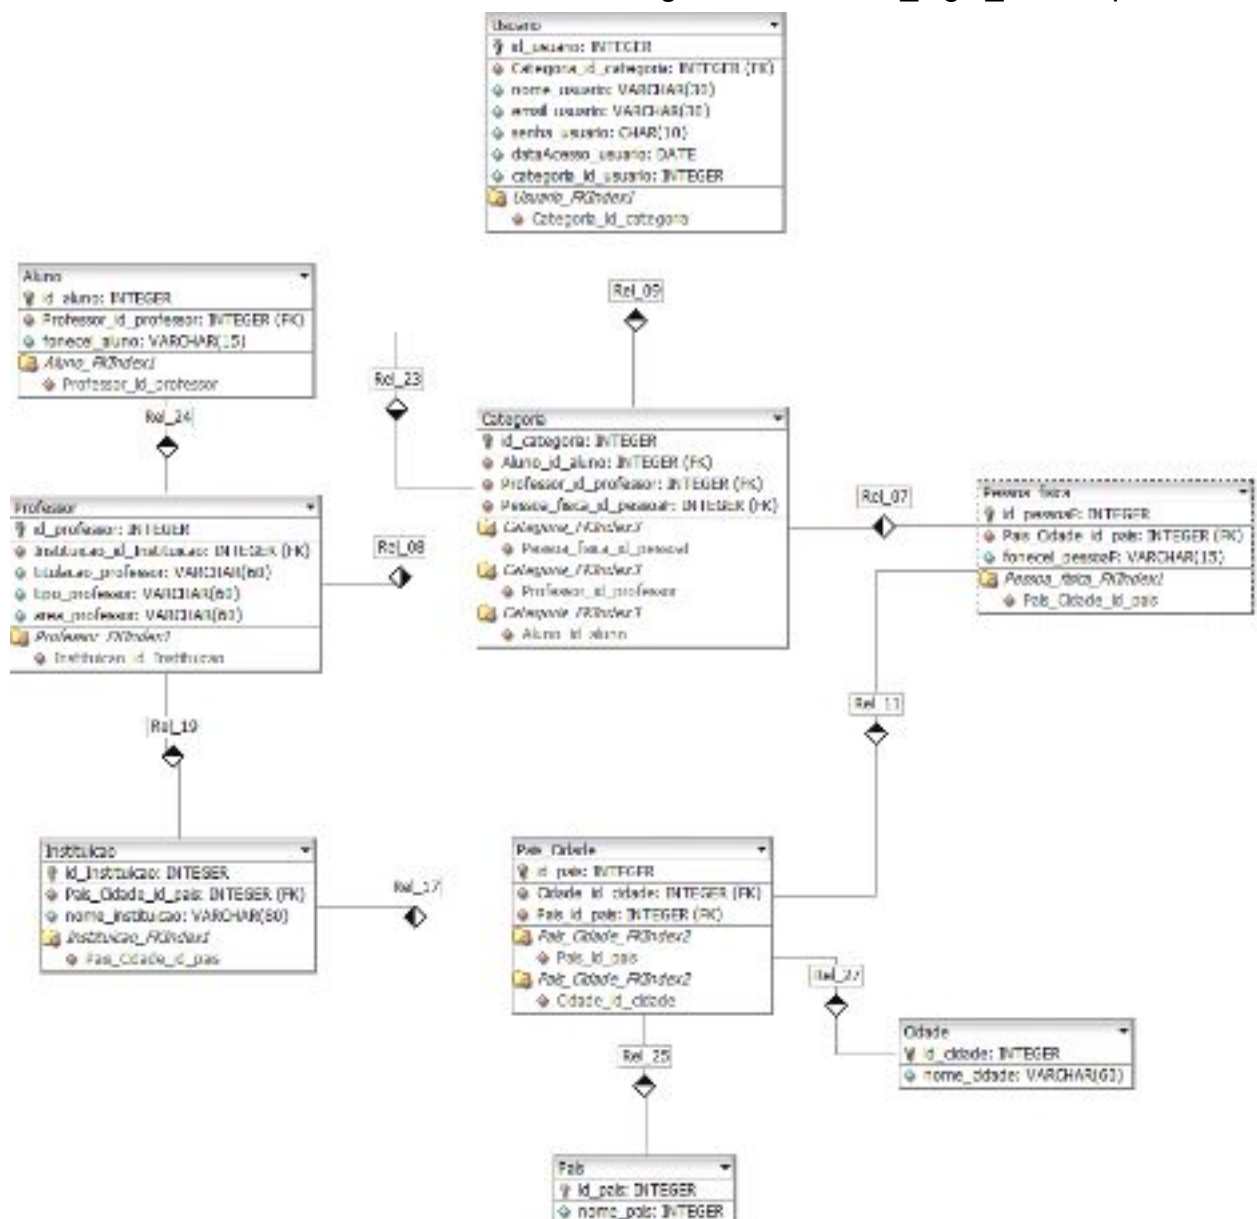 Usuario
id_usuario: INTEGER
Categoria_id_categoria: INTEGER (FK)
nome_usuario: VARCHAR(30)
email_usuario: VARCHAR(30)
senha_usuario: CHAR(10)
dataAcesso_usuario: DATE
categoria_id_usuario: INTEGER
Usuario_FKIndex1
Categoria_id_categoria
Rel_09
Aluno
id_aluno: INTEGER
Professor_id_professor: INTEGER (FK)
fonecel_aluno: VARCHAR(15)
Aluno_FKIndex1
Professor_id_professor
Rel_24
Rel_23
Categoria
id_categoria: INTEGER
Aluno_id_aluno: INTEGER (FK)
Professor_id_professor: INTEGER (FK)
Pessoa_fisica_id_pessoaF: INTEGER (FK)
Categoria_FKIndex3
Pessoa_fisica_id_pessoaF
Categoria_FKIndex3
Professor_id_professor
Categoria_FKIndex3
Aluno_id_aluno
Rel_07
Pessoa_fisica
id_pessoaF: INTEGER
Pais_Cidade_id_pais: INTEGER (FK)
fonecel_pessoaF: VARCHAR(15)
Pessoa_fisica_FKIndex1
Pais_Cidade_id_pais
Professor
id_professor: INTEGER
Instituicao_id_Instituicao: INTEGER (FK)
titulacao_professor: VARCHAR(60)
tipo_professor: VARCHAR(60)
area_professor: VARCHAR(60)
Professor_FKIndex1
Instituicao_id_Instituicao
Rel_08
Rel_19
Rel_11
Instituicao
id_Instituicao: INTEGER
Pais_Cidade_id_pais: INTEGER (FK)
nome_instituicao: VARCHAR(80)
Instituicao_FKIndex1
Pais_Cidade_id_pais
Rel_17
Pais_Cidade
id_pais: INTEGER
Cidade_id_cidade: INTEGER (FK)
Pais_id_pais: INTEGER (FK)
Pais_Cidade_FKIndex2
Pais_id_pais
Pais_Cidade_FKIndex2
Cidade_id_cidade
Rel_27
Cidade
id_cidade: INTEGER
nome_cidade: VARCHAR(60)
Rel_25
Pais
id_pais: INTEGER
nome_pais: INTEGER